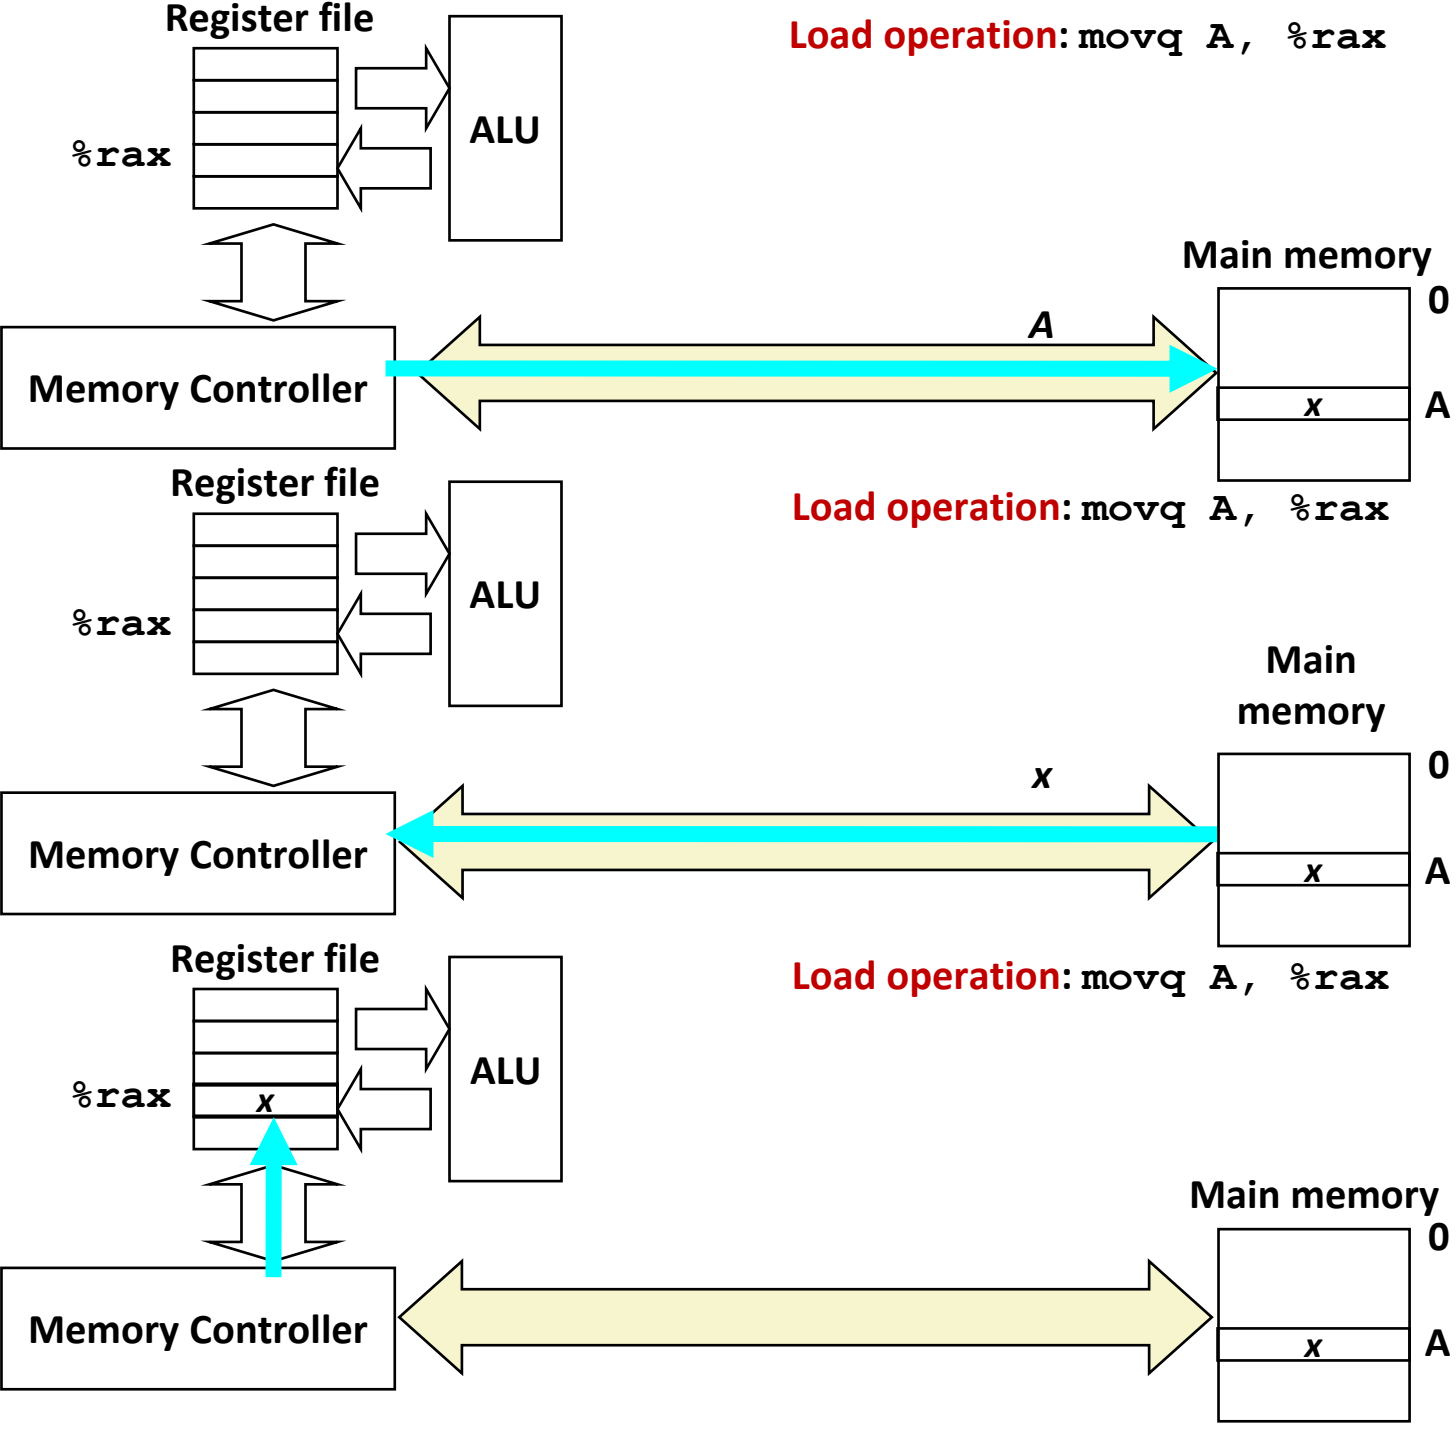 Register file
Load operation: movq A, %rax
ALU
%rax
Main memory
0
A
Memory Controller
x
A
Register file
Load operation: movq A, %rax
ALU
%rax
Main
memory
0
x
Memory Controller
x
A
Register file
Load operation: movq A, %rax
ALU
%rax
x
Main memory
0
Memory Controller
x
A